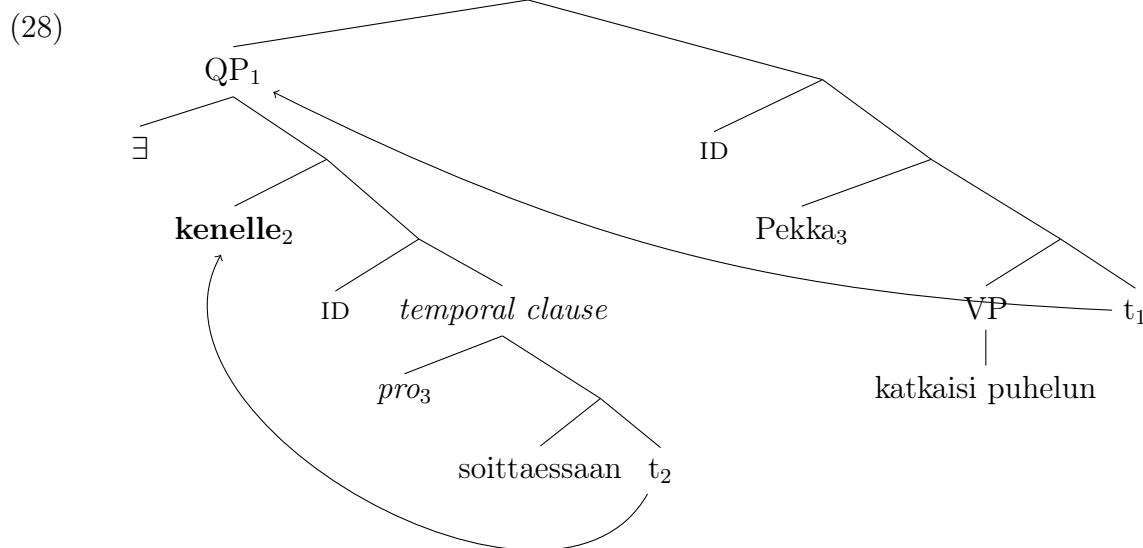 (28)
QP₁
∃
ID
kenelle₂
Pekka₃
ID
temporal clause
VP
t₁
pro₃
katkaisi puhelun
soittaessaan t₂